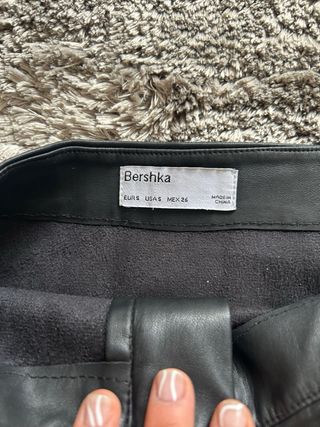 Bershka
EUR S USA S MEX 26
MADE IN
CHINA